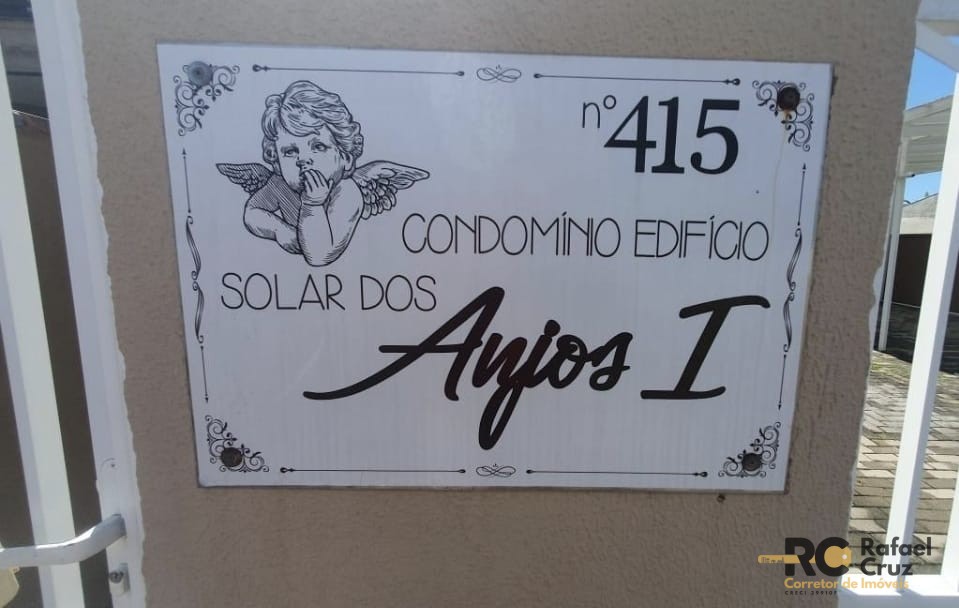 nº415
CONDOMÍNIO EDIFÍCIO
SOLAR DOS
Anjos I
RC Rafael
Cruz
Corretor de Imóveis